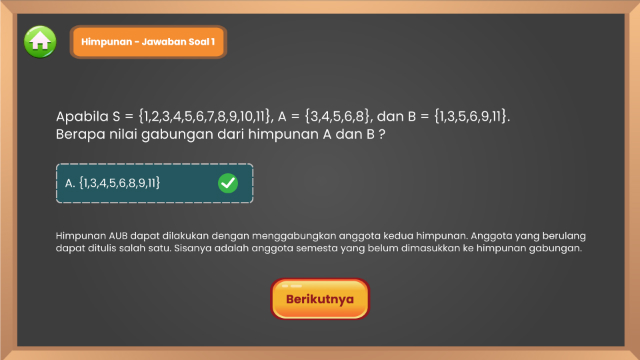 Himpunan - Jawaban Soal 1
Apabila S = {1,2,3,4,5,6,7,8,9,10,11}, A = {3,4,5,6,8}, dan B = {1,3,5,6,9,11}.
Berapa nilai gabungan dari himpunan A dan B ?
A. {1,3,4,5,6,8,9,11}
Himpunan AUB dapat dilakukan dengan menggabungkan anggota kedua himpunan. Anggota yang berulang
dapat ditulis salah satu. Sisanya adalah anggota semesta yang belum dimasukkan ke himpunan gabungan.
Berikutnya